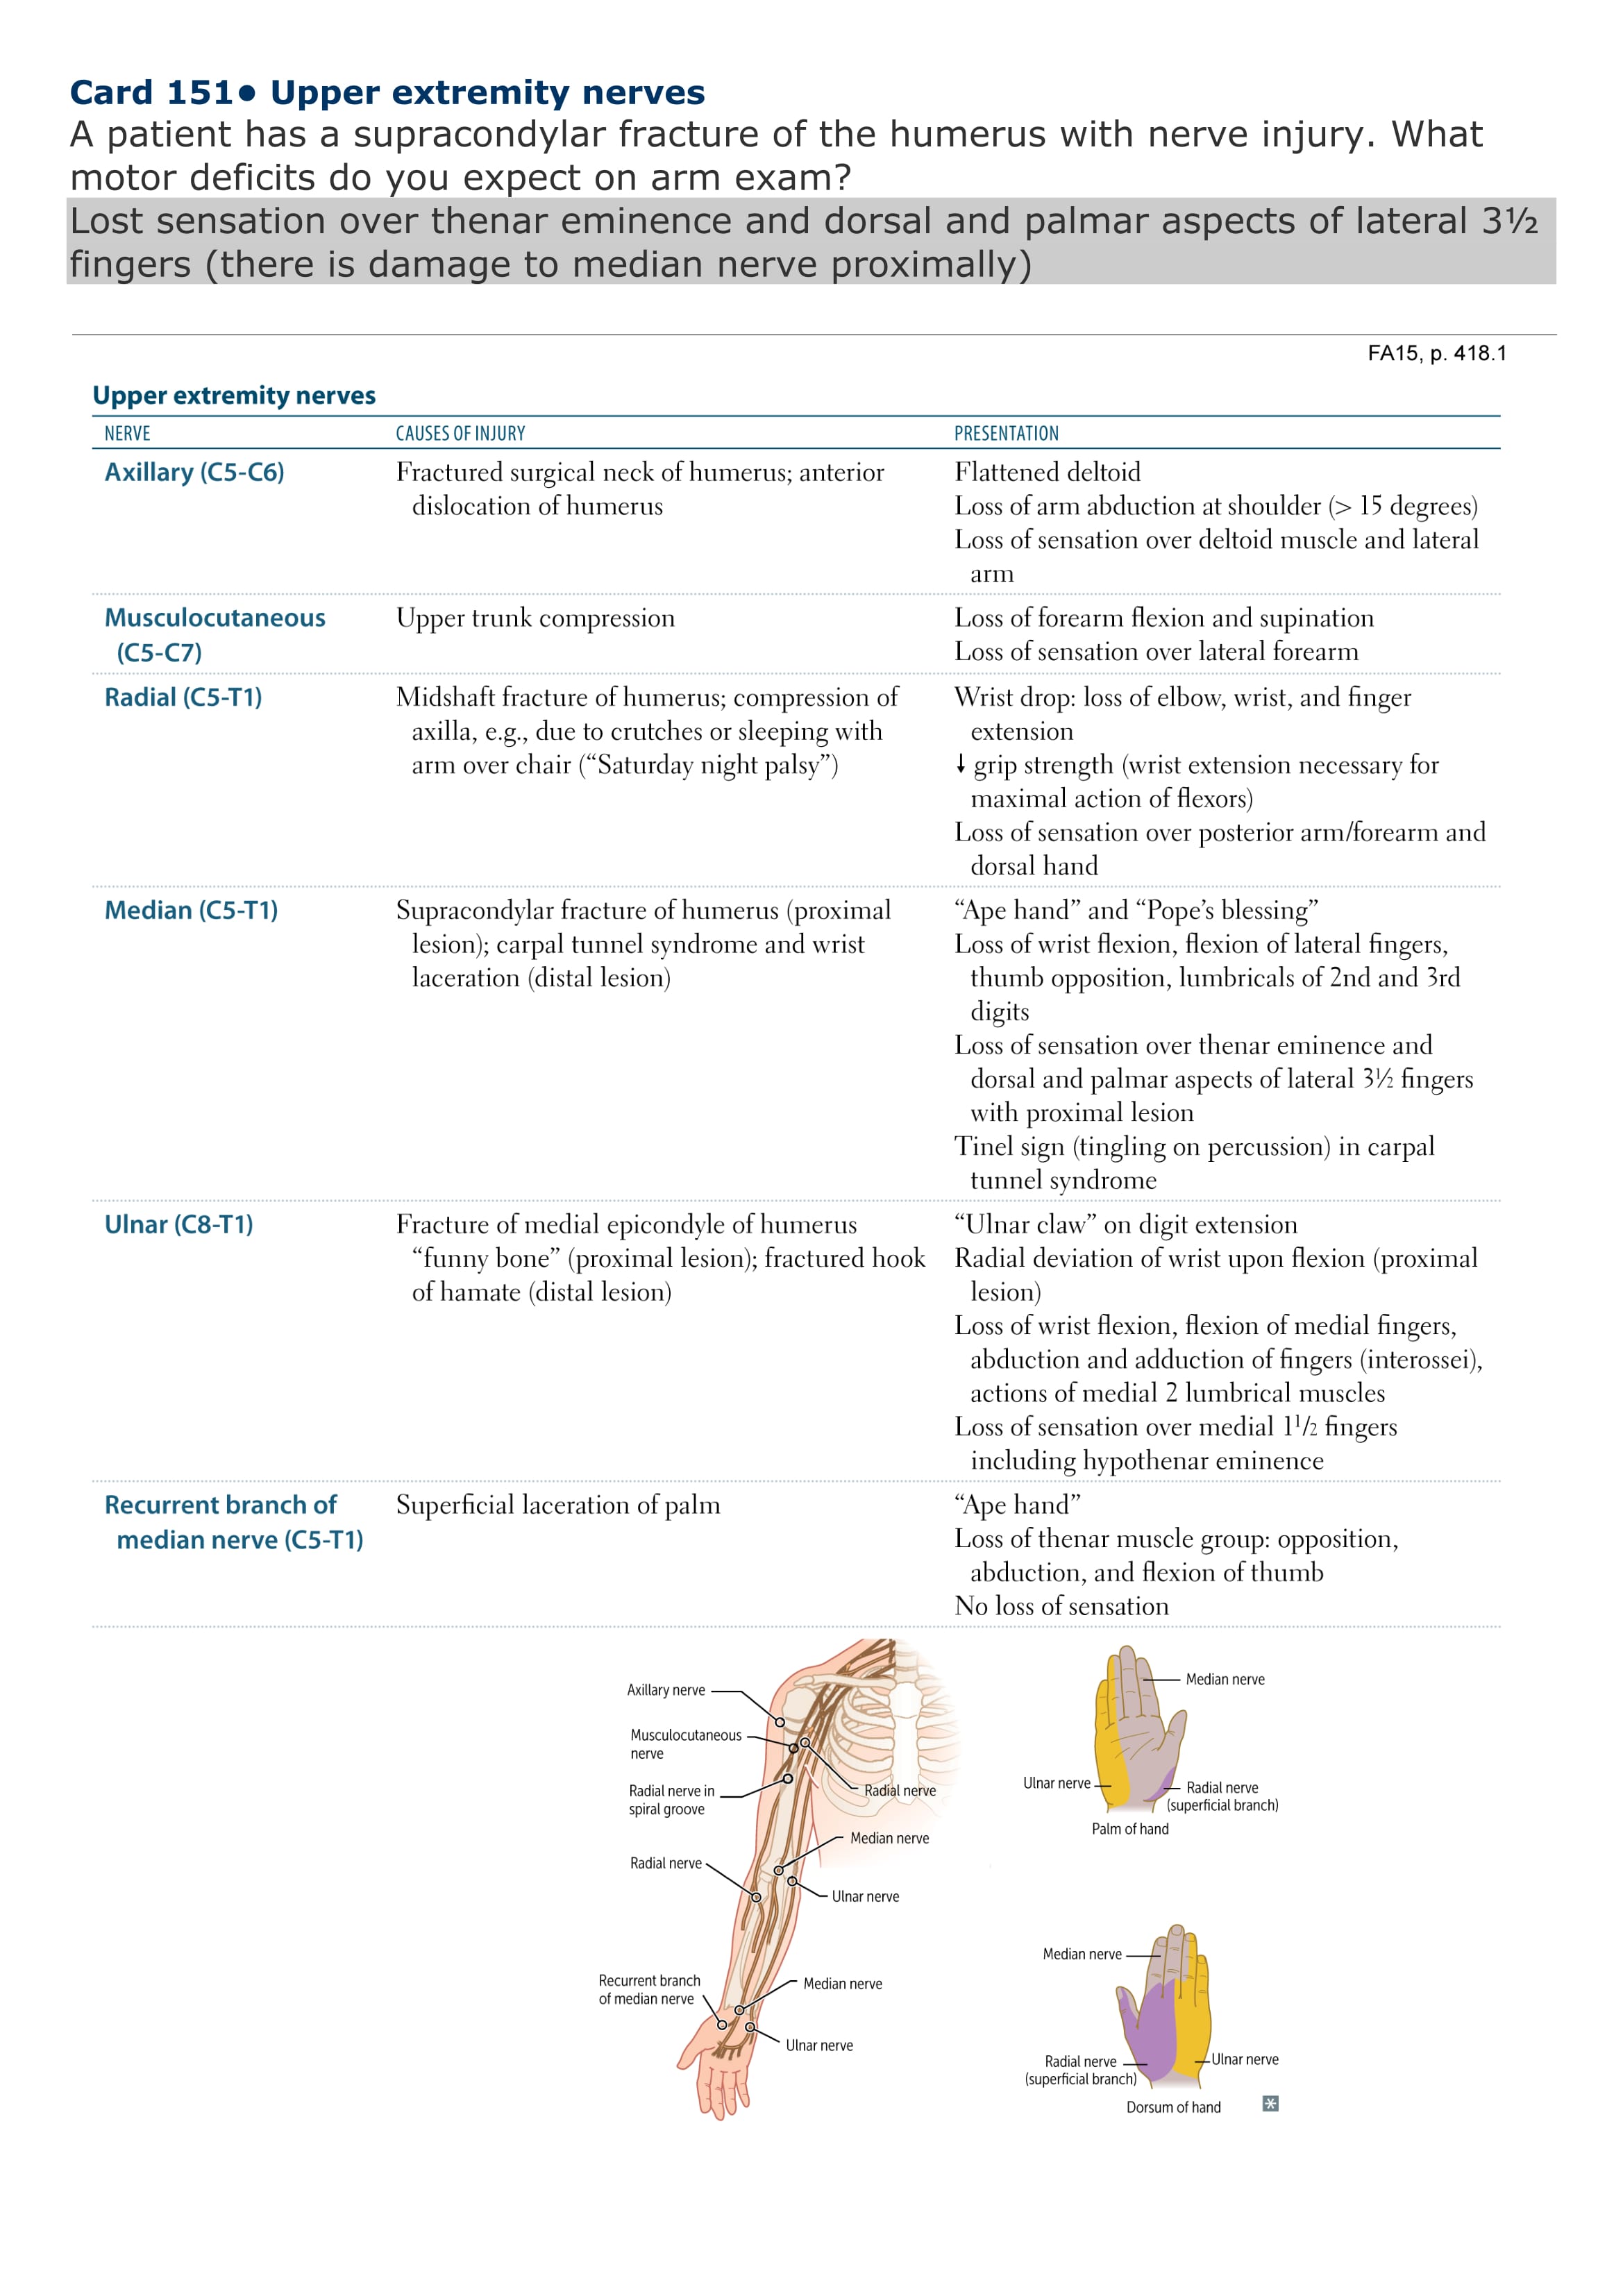 Card 151• Upper extremity nerves
A patient has a supracondylar fracture of the humerus with nerve injury. What
motor deficits do you expect on arm exam?
Lost sensation over thenar eminence and dorsal and palmar aspects of lateral 3½
fingers (there is damage to median nerve proximally)
FA15, p. 418.1
Upper extremity nerves
NERVE CAUSES OF INJURY PRESENTATION
Axillary (C5-C6) Fractured surgical neck of humerus; anterior Flattened deltoid
dislocation of humerus Loss of arm abduction at shoulder (> 15 degrees)
Loss of sensation over deltoid muscle and lateral
arm
Musculocutaneous Upper trunk compression Loss of forearm flexion and supination
(C5-C7) Loss of sensation over lateral forearm
Radial (C5-T1) Midshaft fracture of humerus; compression of Wrist drop: loss of elbow, wrist, and finger
axilla, e.g., due to crutches or sleeping with extension
arm over chair (“Saturday night palsy”) ↓ grip strength (wrist extension necessary for
maximal action of flexors)
Loss of sensation over posterior arm/forearm and
dorsal hand
Median (C5-T1) Supracondylar fracture of humerus (proximal “Ape hand” and “Pope’s blessing”
lesion); carpal tunnel syndrome and wrist Loss of wrist flexion, flexion of lateral fingers,
laceration (distal lesion) thumb opposition, lumbricals of 2nd and 3rd
digits
Loss of sensation over thenar eminence and
dorsal and palmar aspects of lateral 3½ fingers
with proximal lesion
Tinel sign (tingling on percussion) in carpal
tunnel syndrome
Ulnar (C8-T1) Fracture of medial epicondyle of humerus “Ulnar claw” on digit extension
“funny bone” (proximal lesion); fractured hook Radial deviation of wrist upon flexion (proximal
of hamate (distal lesion) lesion)
Loss of wrist flexion, flexion of medial fingers,
abduction and adduction of fingers (interossei),
actions of medial 2 lumbrical muscles
Loss of sensation over medial 1½ fingers
including hypothenar eminence
Recurrent branch of Superficial laceration of palm “Ape hand”
median nerve (C5-T1) Loss of thenar muscle group: opposition,
abduction, and flexion of thumb
No loss of sensation
Axillary nerve
Musculocutaneous
nerve
Radial nerve in
spiral groove
Radial nerve
Median nerve
Radial nerve
Ulnar nerve
Recurrent branch
of median nerve
Median nerve
Ulnar nerve
Median nerve
Ulnar nerve
Radial nerve
(superficial branch)
Palm of hand
Median nerve
Radial nerve
(superficial branch)
Ulnar nerve
Dorsum of hand